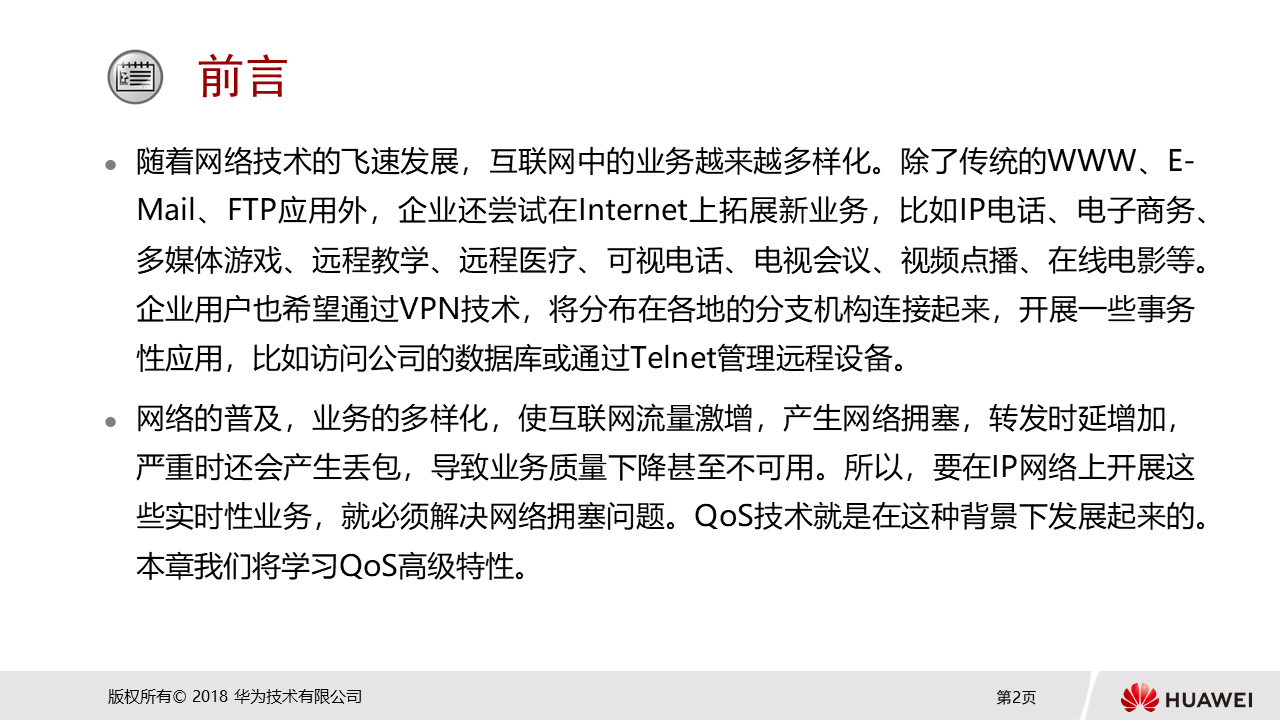 前言
随着网络技术的飞速发展，互联网中的业务越来越多样化。除了传统的WWW、E-
Mail、FTP应用外，企业还尝试在Internet上拓展新业务，比如IP电话、电子商务、
多媒体游戏、远程教学、远程医疗、可视电话、电视会议、视频点播、在线电影等。
企业用户也希望通过VPN技术，将分布在各地的分支机构连接起来，开展一些事务
性应用，比如访问公司的数据库或通过Telnet管理远程设备。
网络的普及，业务的多样化，使互联网流量激增，产生网络拥塞，转发时延增加，
严重时还会产生丢包，导致业务质量下降甚至不可用。所以，要在IP网络上开展这
些实时性业务，就必须解决网络拥塞问题。QoS技术就是在这种背景下发展起来的。
本章我们将学习QoS高级特性。
版权所有© 2018 华为技术有限公司
第2页
HUAWEI